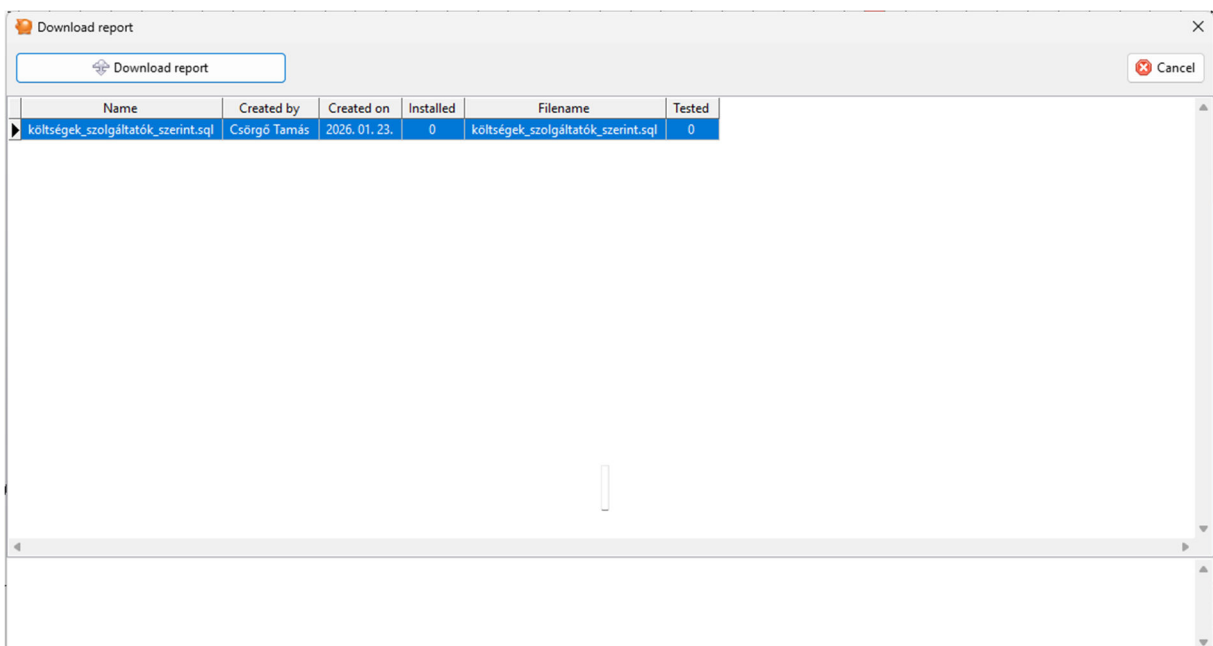 Download report
Download report
Cancel
Name Created by Created on Installed Filename Tested
költségek_szolgáltatók_szerint.sql Csörgő Tamás 2026. 01. 23. 0 költségek_szolgáltatók_szerint.sql 0